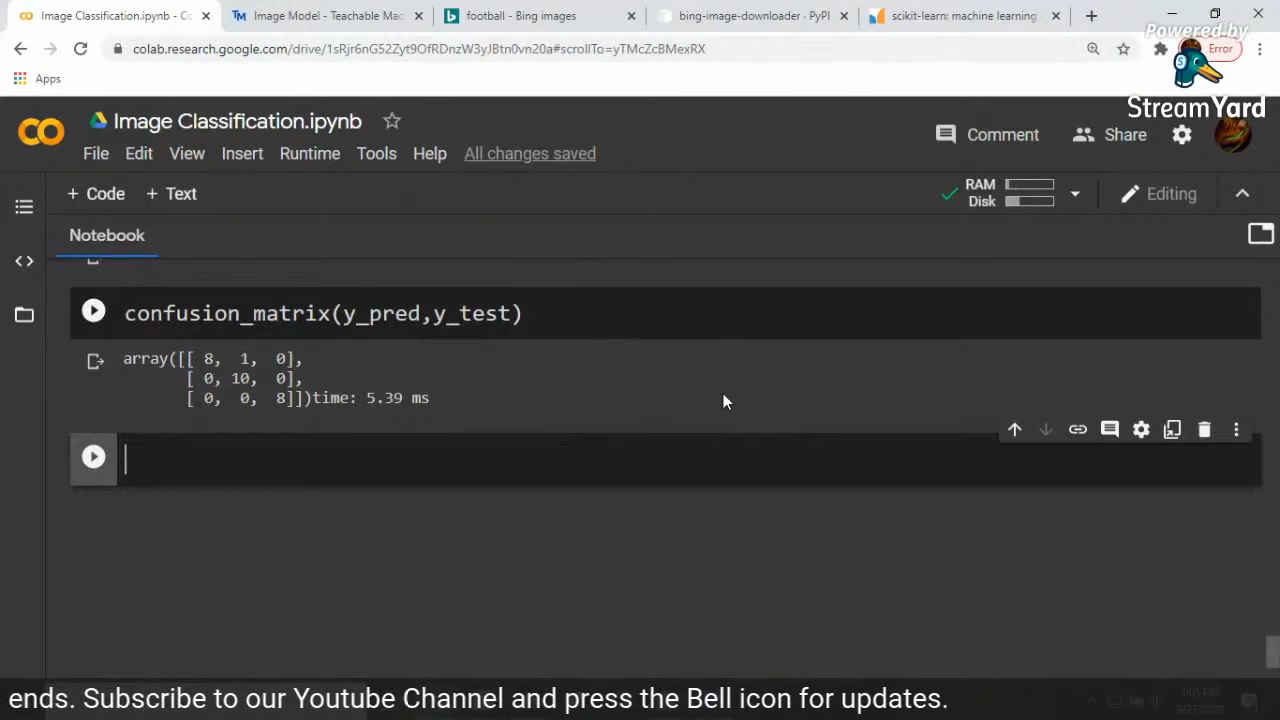 Image Classification.ipynb - Co
Image Model - Teachable Mac
football - Bing images
bing-image-downloader · PyPI
scikit-learn: machine learning
Powered by
StreamYard
colab.research.google.com/drive/1sRjr6nG52Zyt9OfRDnzW3yJBtn0vn20a#scrollTo=yTMcZcBMexRX
Error
Apps
CO
Image Classification.ipynb
File Edit View Insert Runtime Tools Help All changes saved
Comment Share
+ Code + Text
RAM
Disk
Editing
Notebook
confusion_matrix(y_pred,y_test)
array([[ 8, 1, 0],
[ 0, 10, 0],
[ 0, 0, 8]])time: 5.39 ms
ends. Subscribe to our Youtube Channel and press the Bell icon for updates.